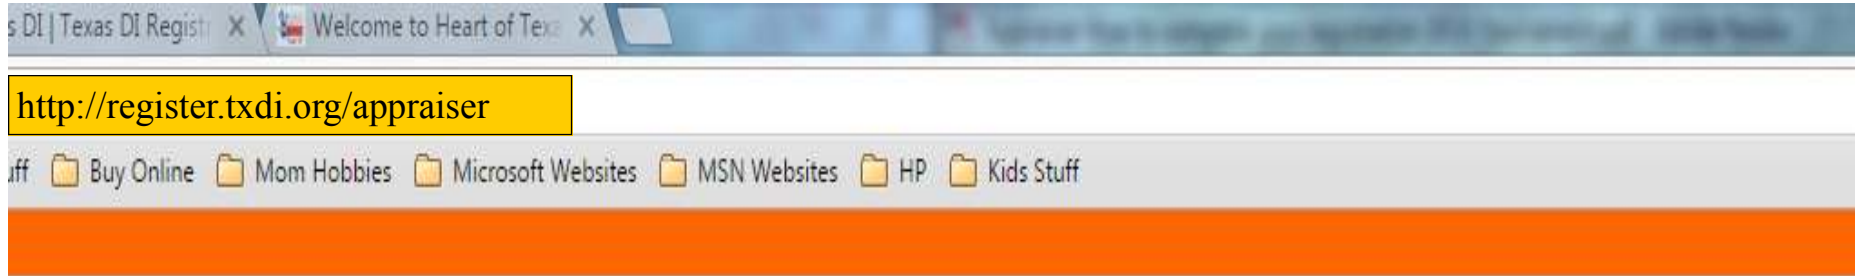 s DI | Texas DI Regist
Welcome to Heart of Tex
http://register.txdi.org/appraiser
uff Buy Online Mom Hobbies Microsoft Websites MSN Websites HP Kids Stuff